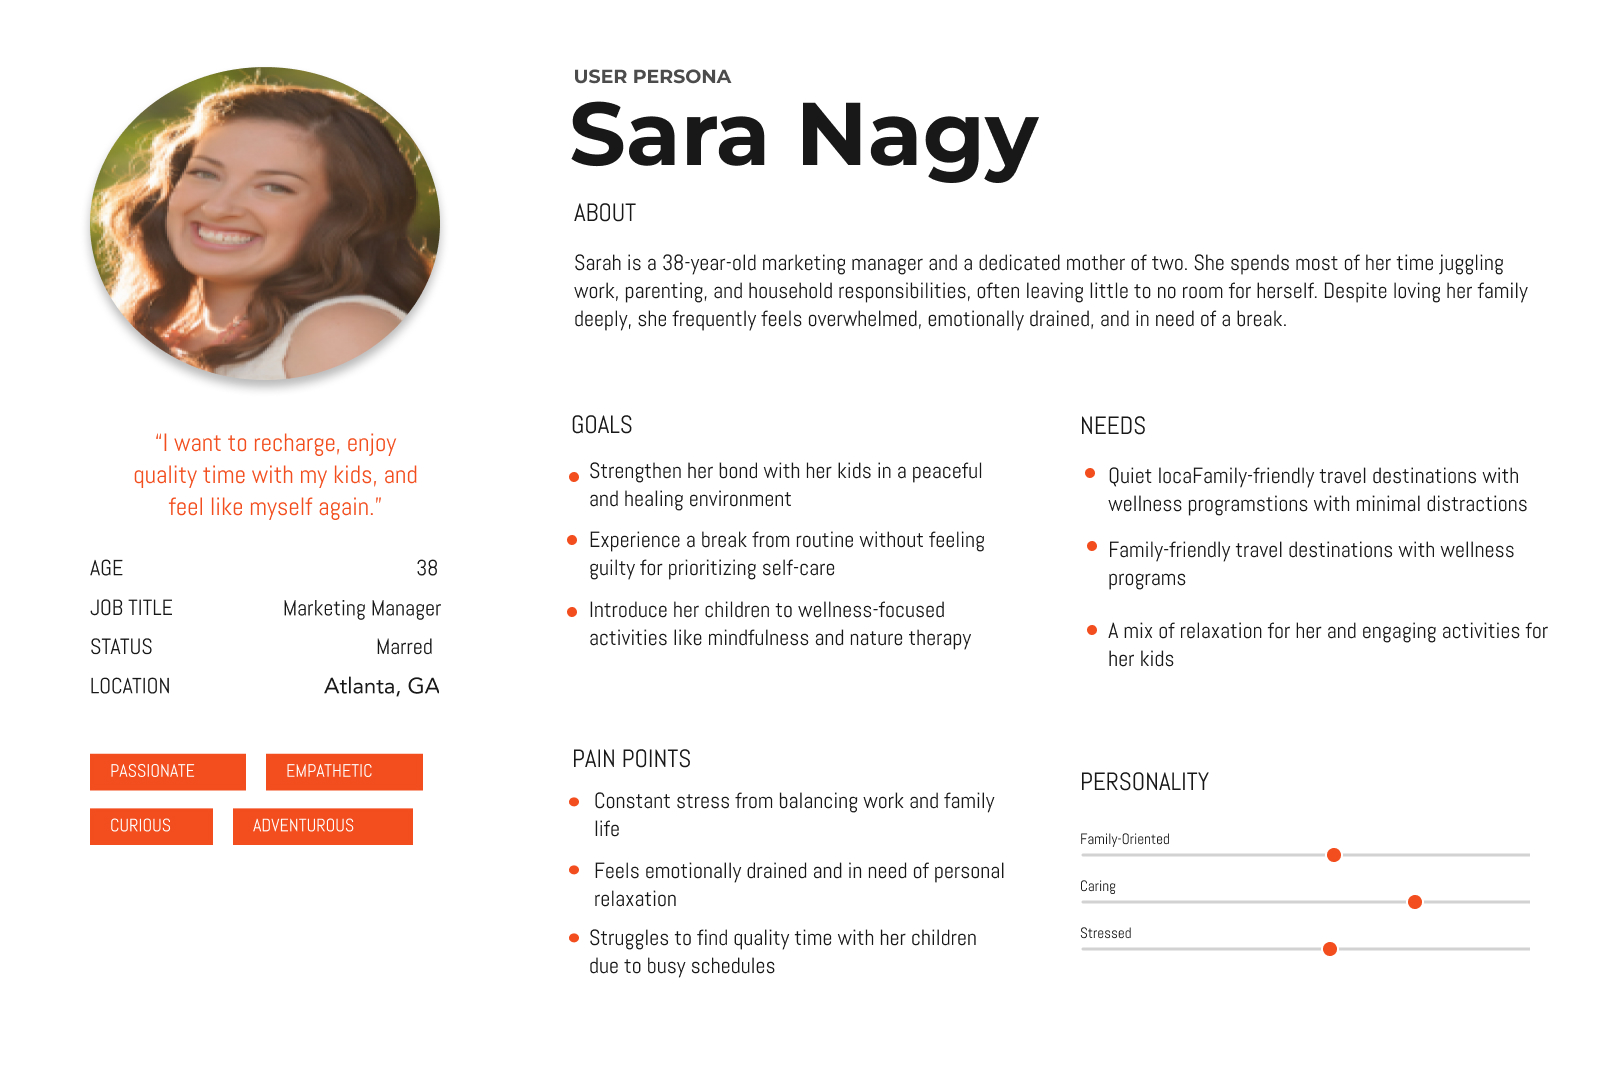 USER PERSONA
Sara Nagy
ABOUT
Sarah is a 38-year-old marketing manager and a dedicated mother of two. She spends most of her time juggling
work, parenting, and household responsibilities, often leaving little to no room for herself. Despite loving her family
deeply, she frequently feels overwhelmed, emotionally drained, and in need of a break.
“I want to recharge, enjoy
quality time with my kids, and
feel like myself again.”
AGE 38
JOB TITLE Marketing Manager
STATUS Marred
LOCATION Atlanta, GA
PASSIONATE EMPATHETIC
CURIOUS ADVENTUROUS
GOALS
Strengthen her bond with her kids in a peaceful
and healing environment
Experience a break from routine without feeling
guilty for prioritizing self-care
Introduce her children to wellness-focused
activities like mindfulness and nature therapy
NEEDS
Quiet locaFamily-friendly travel destinations with
wellness programstions with minimal distractions
Family-friendly travel destinations with wellness
programs
A mix of relaxation for her and engaging activities for
her kids
PAIN POINTS
Constant stress from balancing work and family
life
Feels emotionally drained and in need of personal
relaxation
Struggles to find quality time with her children
due to busy schedules
PERSONALITY
Family-Oriented
Caring
Stressed